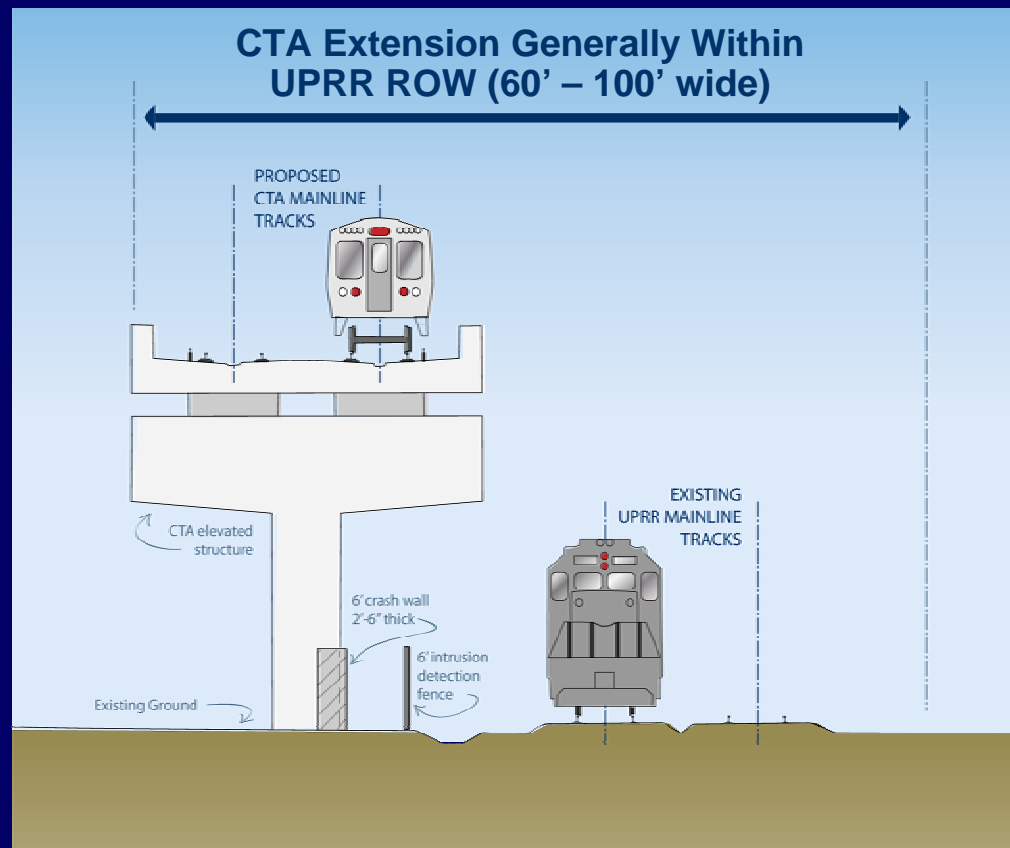 CTA Extension Generally Within
UPRR ROW (60’ – 100’ wide)
PROPOSED
CTA MAINLINE
TRACKS
EXISTING
UPRR MAINLINE
TRACKS
CTA elevated
structure
6' crash wall
2'-6" thick
6' intrusion
detection
fence
Existing Ground